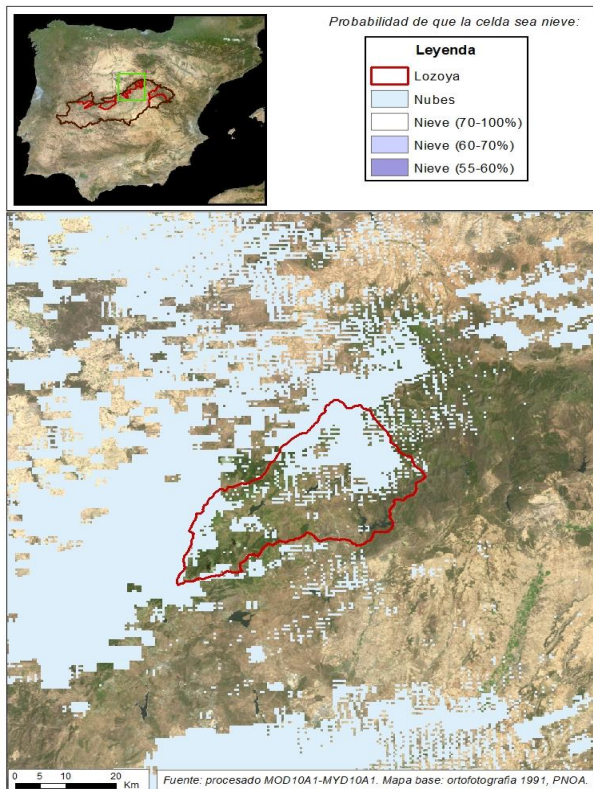 Probabilidad de que la celda sea nieve:
Leyenda
Lozoya
Nubes
Nieve (70-100%)
Nieve (60-70%)
Nieve (55-60%)
0 5 10 20
Km
Fuente: procesado MOD10A1-MYD10A1. Mapa base: ortofotografia 1991, PNOA.